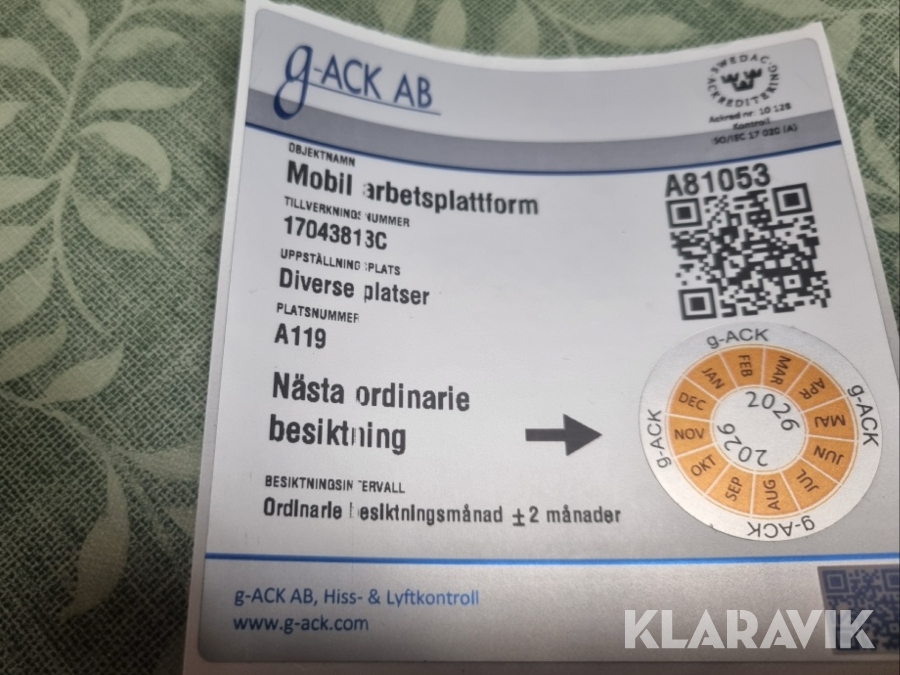 g-ACK AB
SWEDAC
ACKREDITERING
Ackred nr. 10 128
Kontroll
ISO/IEC 17 020 (A)
OBJEKTNAMN
Mobil arbetsplattform
A81053
TILLVERKNINGSNUMMER
17043813C
UPPSTÄLLNINGSPLATS
Diverse platser
PLATSNUMMER
A119
Nästa ordinarie
besiktning
g-ACK
g-ACK
g-ACK
g-ACK
JAN
FEB
MAR
APR
MAJ
JUN
JUL
AUG
SEP
OKT
NOV
DEC
2026
2026
BESIKTNINGSINTERVALL
Ordinarie besiktningsmånad ±2 månader
g-ACK AB, Hiss- & Lyftkontroll
www.g-ack.com
KLARAVIK